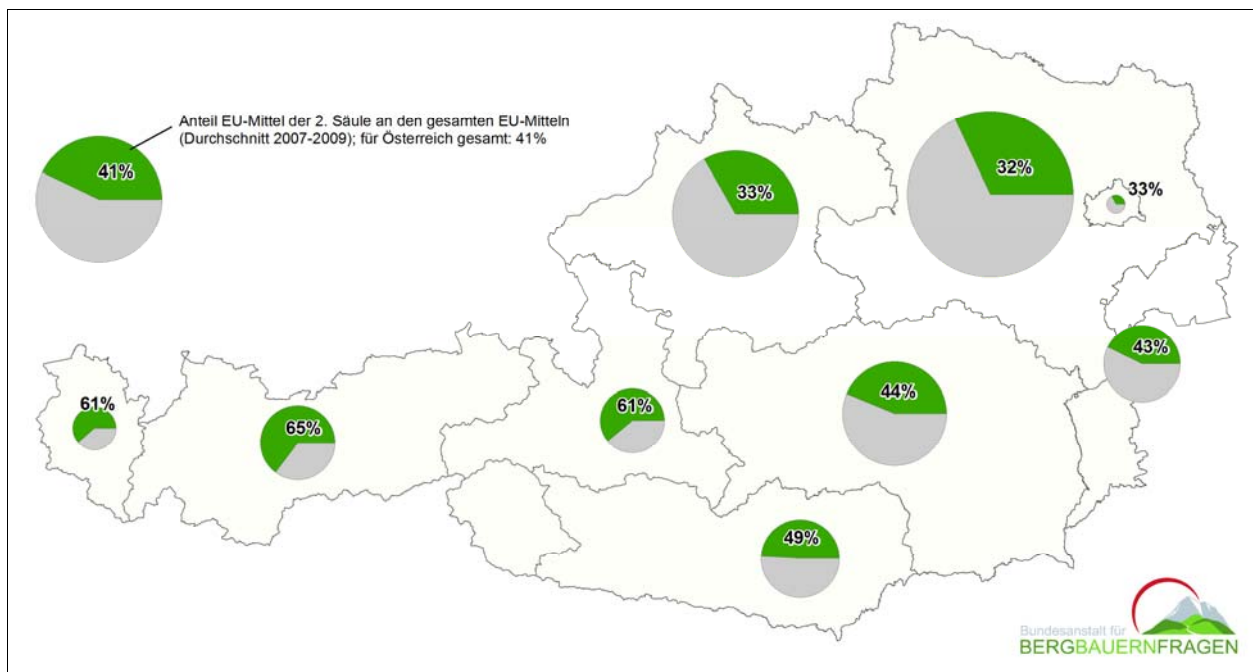 Anteil EU-Mittel der 2. Säule an den gesamten EU-Mitteln
(Durchschnitt 2007-2009); für Österreich gesamt: 41%
41%
33%
32%
33%
43%
61%
65%
61%
44%
49%
Bundesanstalt für
BERGBAUERNFRAGEN